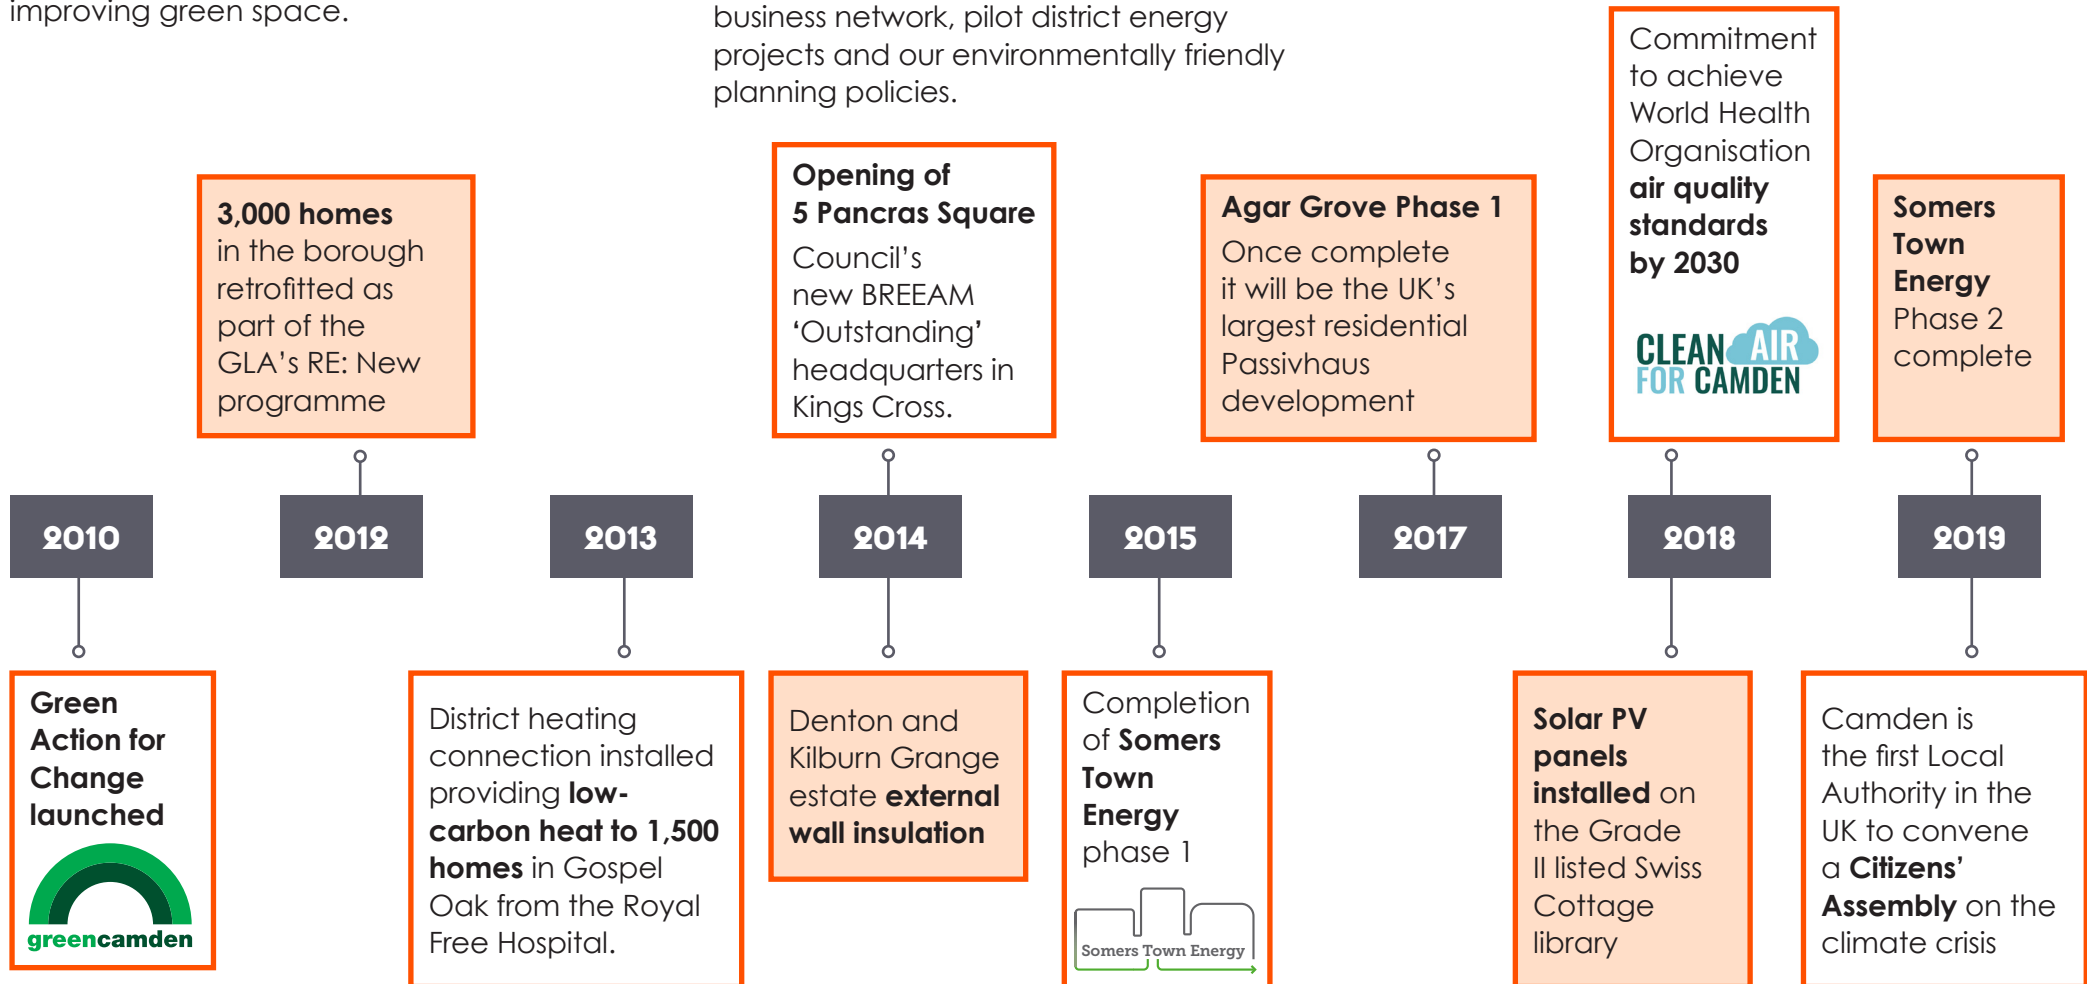 improving green space.
business network, pilot district energy
projects and our environmentally friendly
planning policies.
3,000 homes
in the borough
retrofitted as
part of the
GLA’s RE: New
programme
Opening of
5 Pancras Square
Council’s
new BREEAM
‘Outstanding’
headquarters in
Kings Cross.
Agar Grove Phase 1
Once complete
it will be the UK’s
largest residential
Passivhaus
development
Commitment
to achieve
World Health
Organisation
air quality
standards
by 2030
CLEAN AIR
FOR CAMDEN
Somers
Town
Energy
Phase 2
complete
2010
2012
2013
2014
2015
2017
2018
2019
Green
Action for
Change
launched
greencamden
District heating
connection installed
providing low-
carbon heat to 1,500
homes in Gospel
Oak from the Royal
Free Hospital.
Denton and
Kilburn Grange
estate external
wall insulation
Completion
of Somers
Town
Energy
phase 1
Somers Town Energy
Solar PV
panels
installed on
the Grade
II listed Swiss
Cottage
library
Camden is
the first Local
Authority in the
UK to convene
a Citizens’
Assembly on the
climate crisis